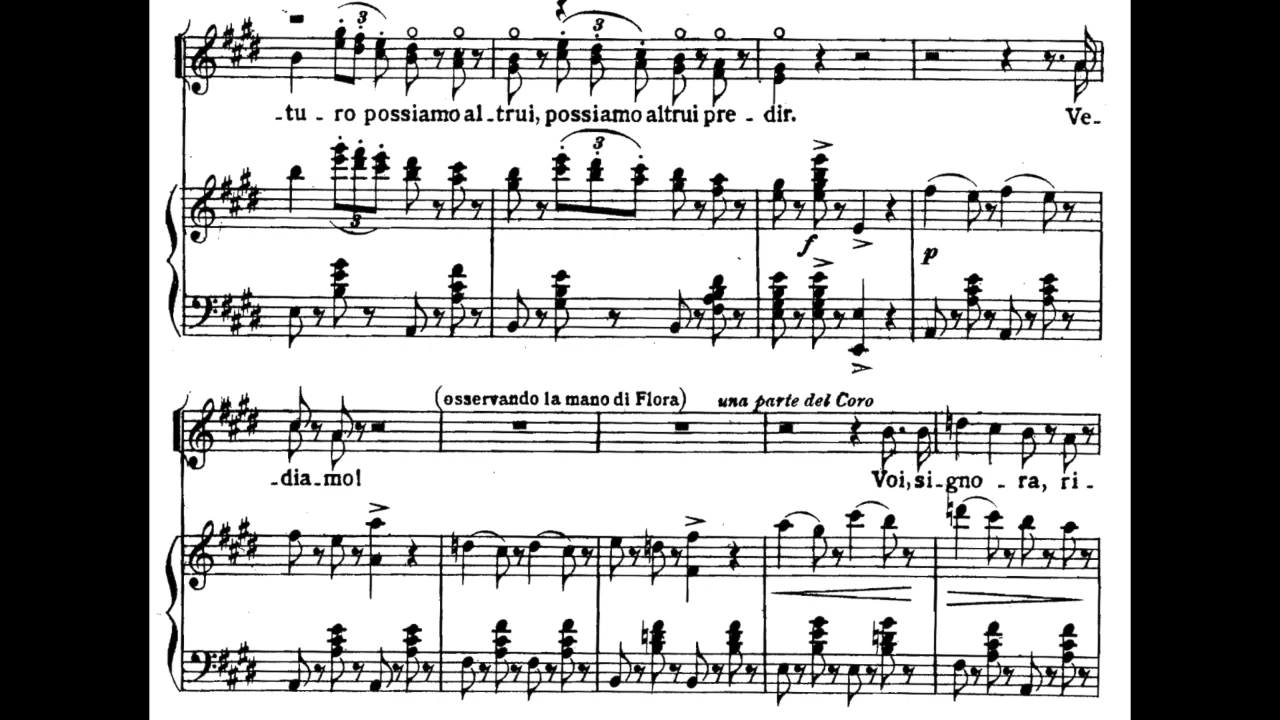 3 3
-tu - ro possiamo al-trui, possiamo altrui pre - dir. Ve-
3 3
f p
(osservando la mano di Flora) una parte del Coro
-dia-mo! Voi, si-gno - ra, ri -